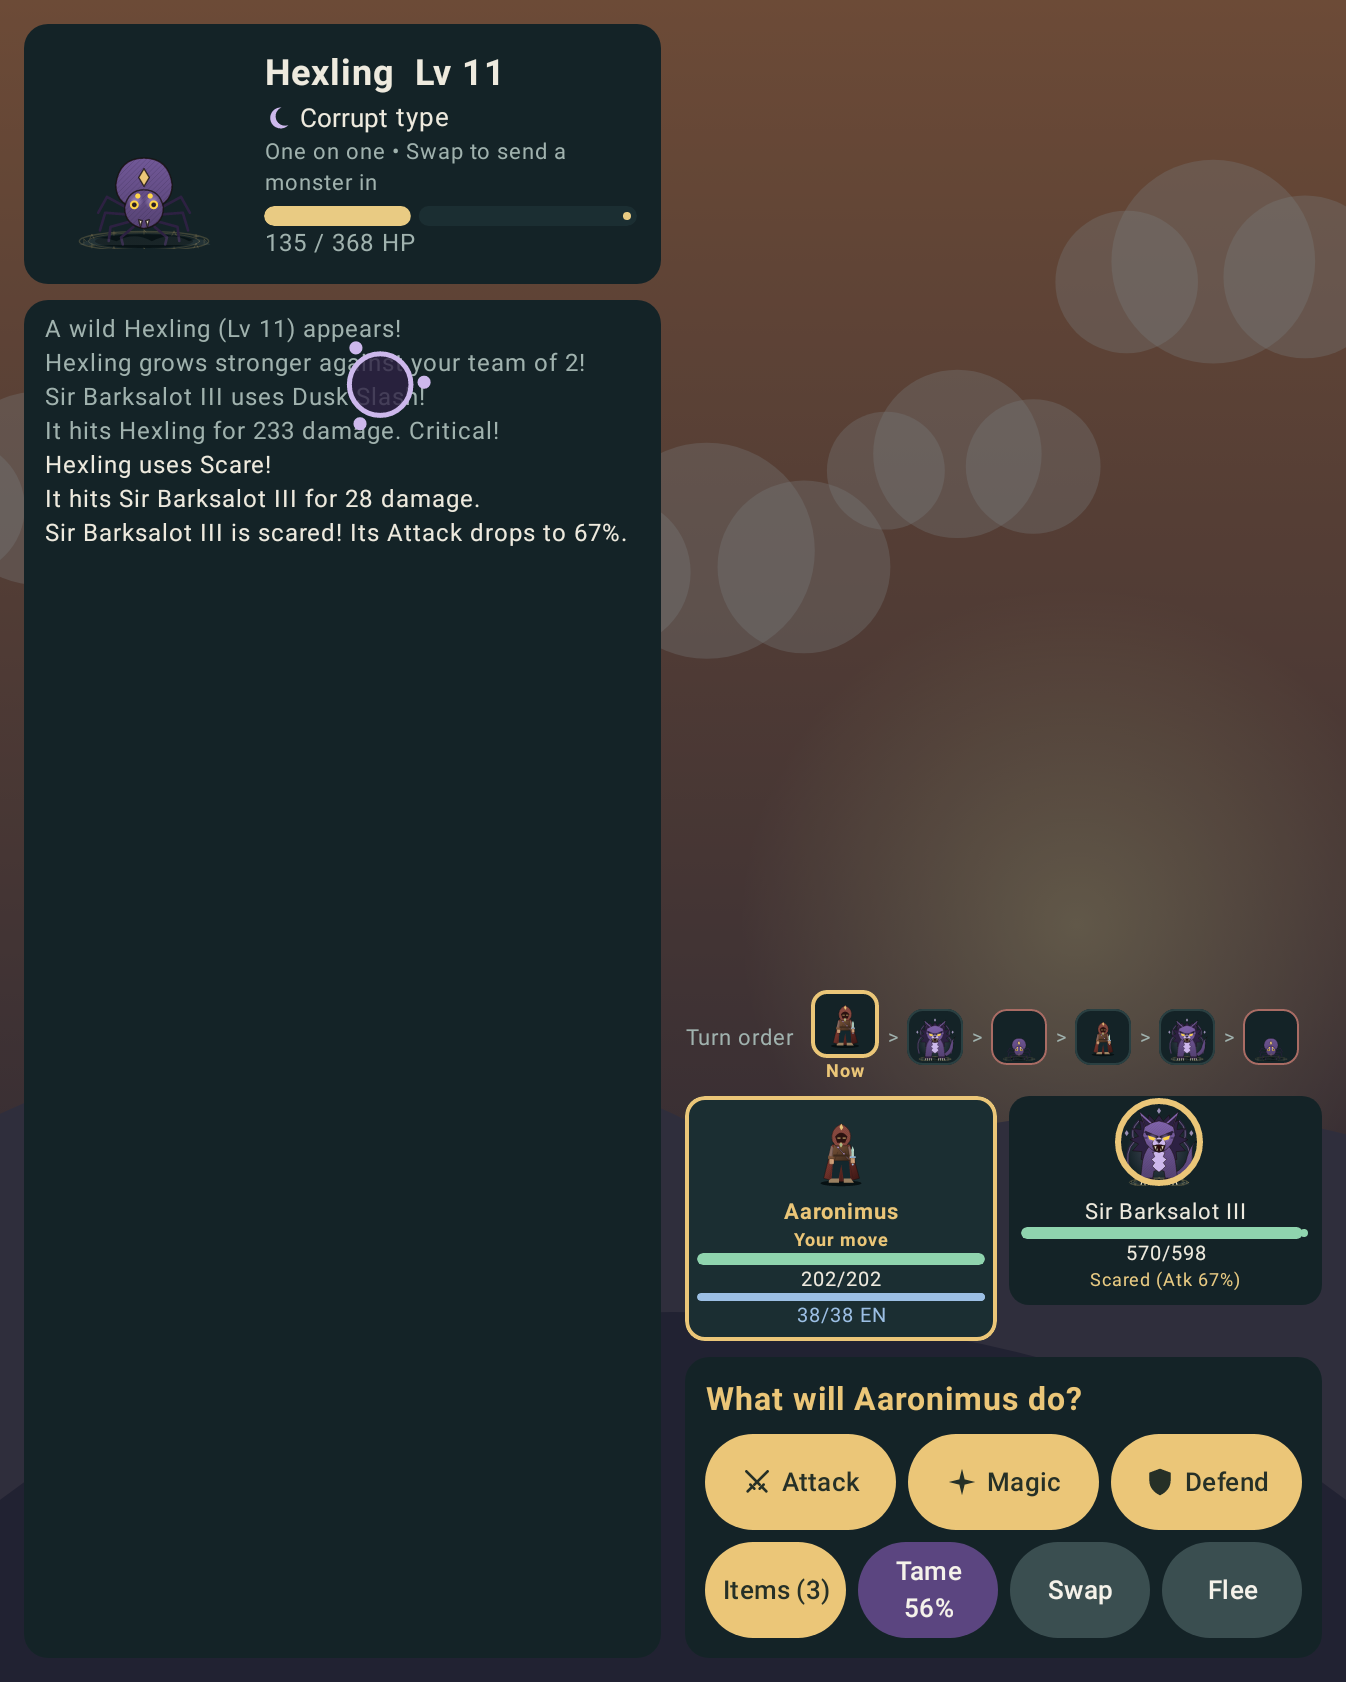 Hexling Lv 11
Corrupt type
One on one • Swap to send a
monster in
135 / 368 HP
A wild Hexling (Lv 11) appears!
Hexling grows stronger against your team of 2!
Sir Barksalot III uses Dusk Slash!
It hits Hexling for 233 damage. Critical!
Hexling uses Scare!
It hits Sir Barksalot III for 28 damage.
Sir Barksalot III is scared! Its Attack drops to 67%.
Turn order
> > > > >
Now
Aaronimus
Your move
202/202
38/38 EN
Sir Barksalot III
570/598
Scared (Atk 67%)
What will Aaronimus do?
Attack
Magic
Defend
Items (3)
Tame
56%
Swap
Flee